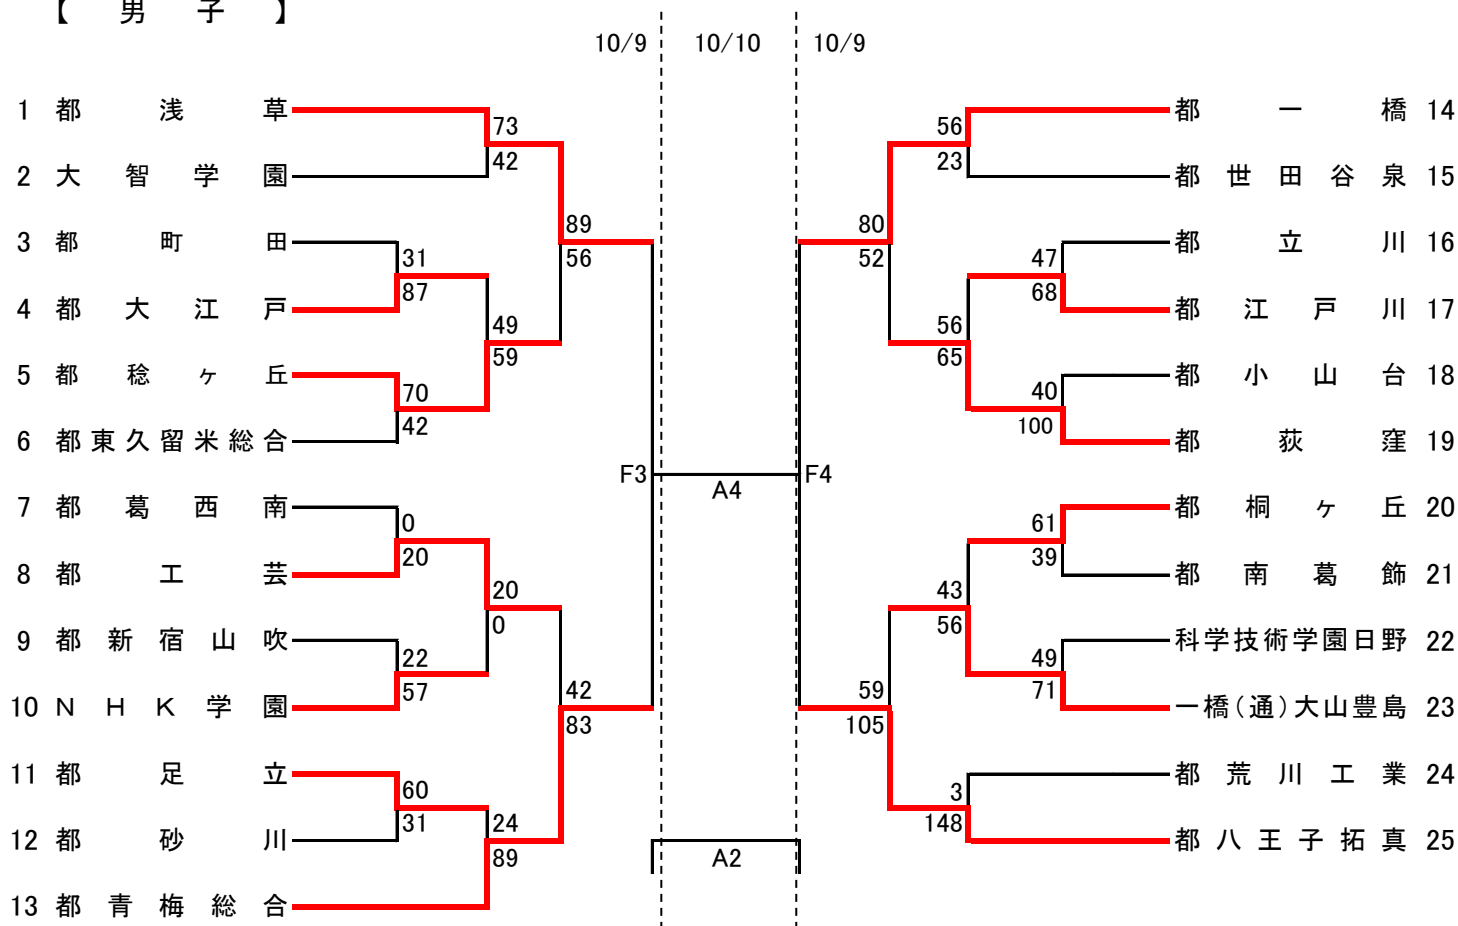 【 男 子 】
10/9 10/10 10/9
1 都浅草
2 大智学園
3 都町田
4 都大江戸
5 都稔ヶ丘
6 都東久留米総合
7 都葛西南
8 都工芸
9 都新宿山吹
10 NHK学園
11 都足立
12 都砂川
13 都青梅総合
73
42
31
87
49
59
70
42
89
56
0
20
20
0
22
57
42
83
60
31
24
89
F3
A4
F4
A2
56
23
80
52
47
68
56
65
40
100
61
39
43
56
49
71
59
105
3
148
都一橋 14
都世田谷泉 15
都立川 16
都江戸川 17
都小山台 18
都荻窪 19
都桐ヶ丘 20
都南葛飾 21
科学技術学園日野 22
一橋(通)大山豊島 23
都荒川工業 24
都八王子拓真 25